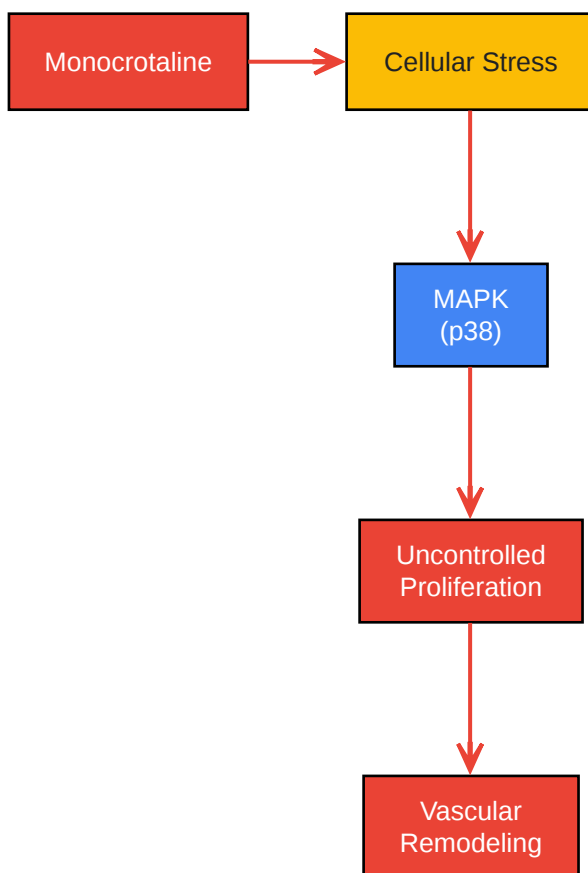 Monocrotaline
Cellular Stress
MAPK
(p38)
Uncontrolled
Proliferation
Vascular
Remodeling